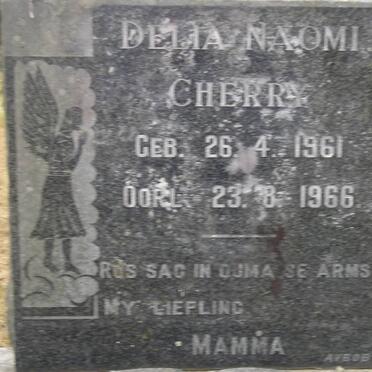 DELIA NAOMI
CHERRY
GEB. 26. 4. 1961
OORL. 23. 8. 1966
RUS SAG IN OUMA SE ARMS
MY LIEFLING
MAMMA
AVBOB